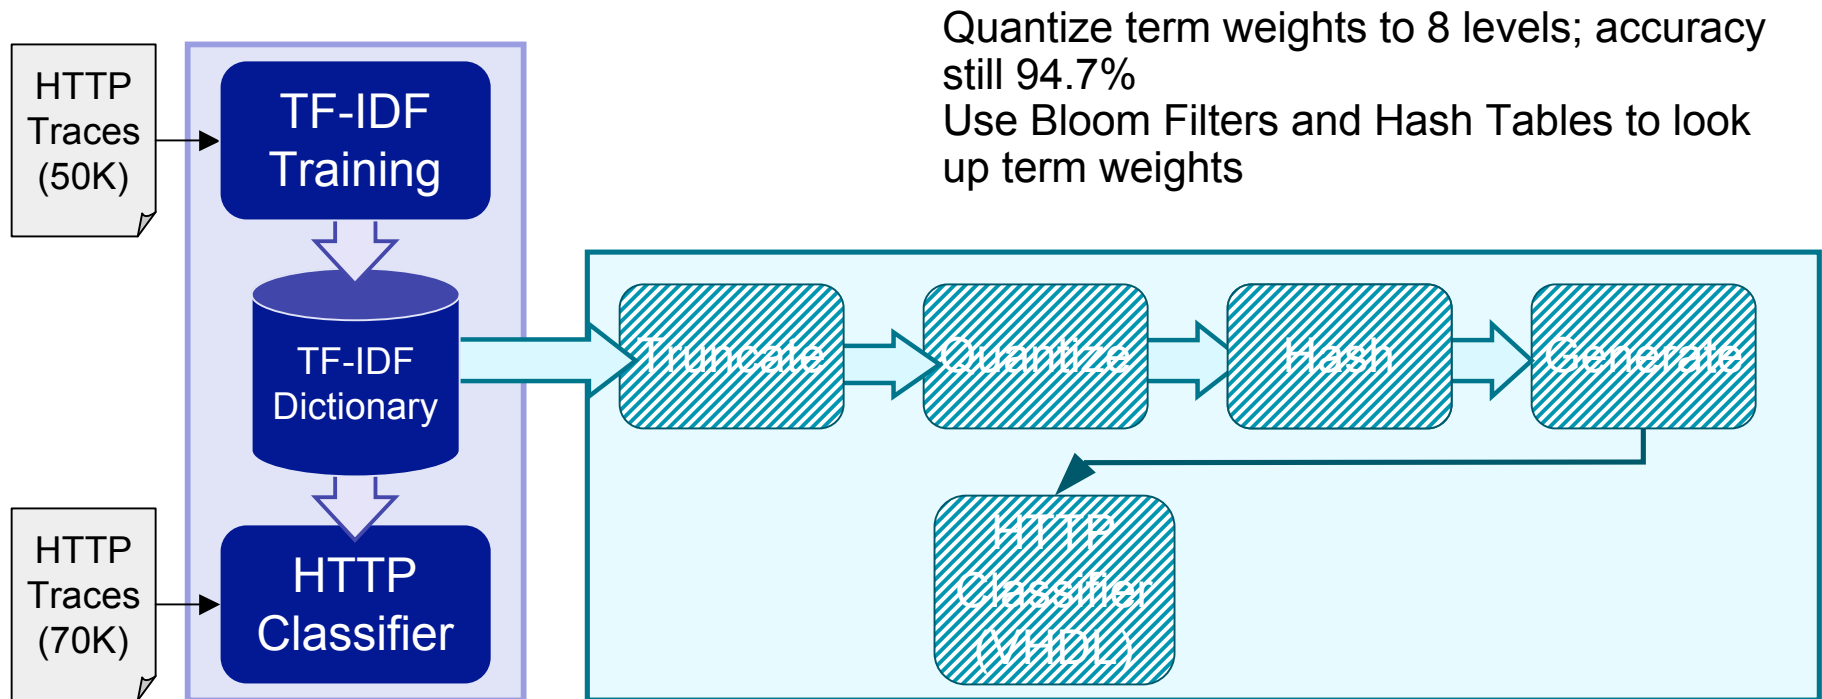 Quantize term weights to 8 levels; accuracy
still 94.7%
Use Bloom Filters and Hash Tables to look
up term weights
HTTP
Traces
(50K)
TF-IDF
Training
TF-IDF
Dictionary
Truncate
Quantize
Hash
Generate
HTTP
Traces
(70K)
HTTP
Classifier
HTTP
Classifier
(VHDL)